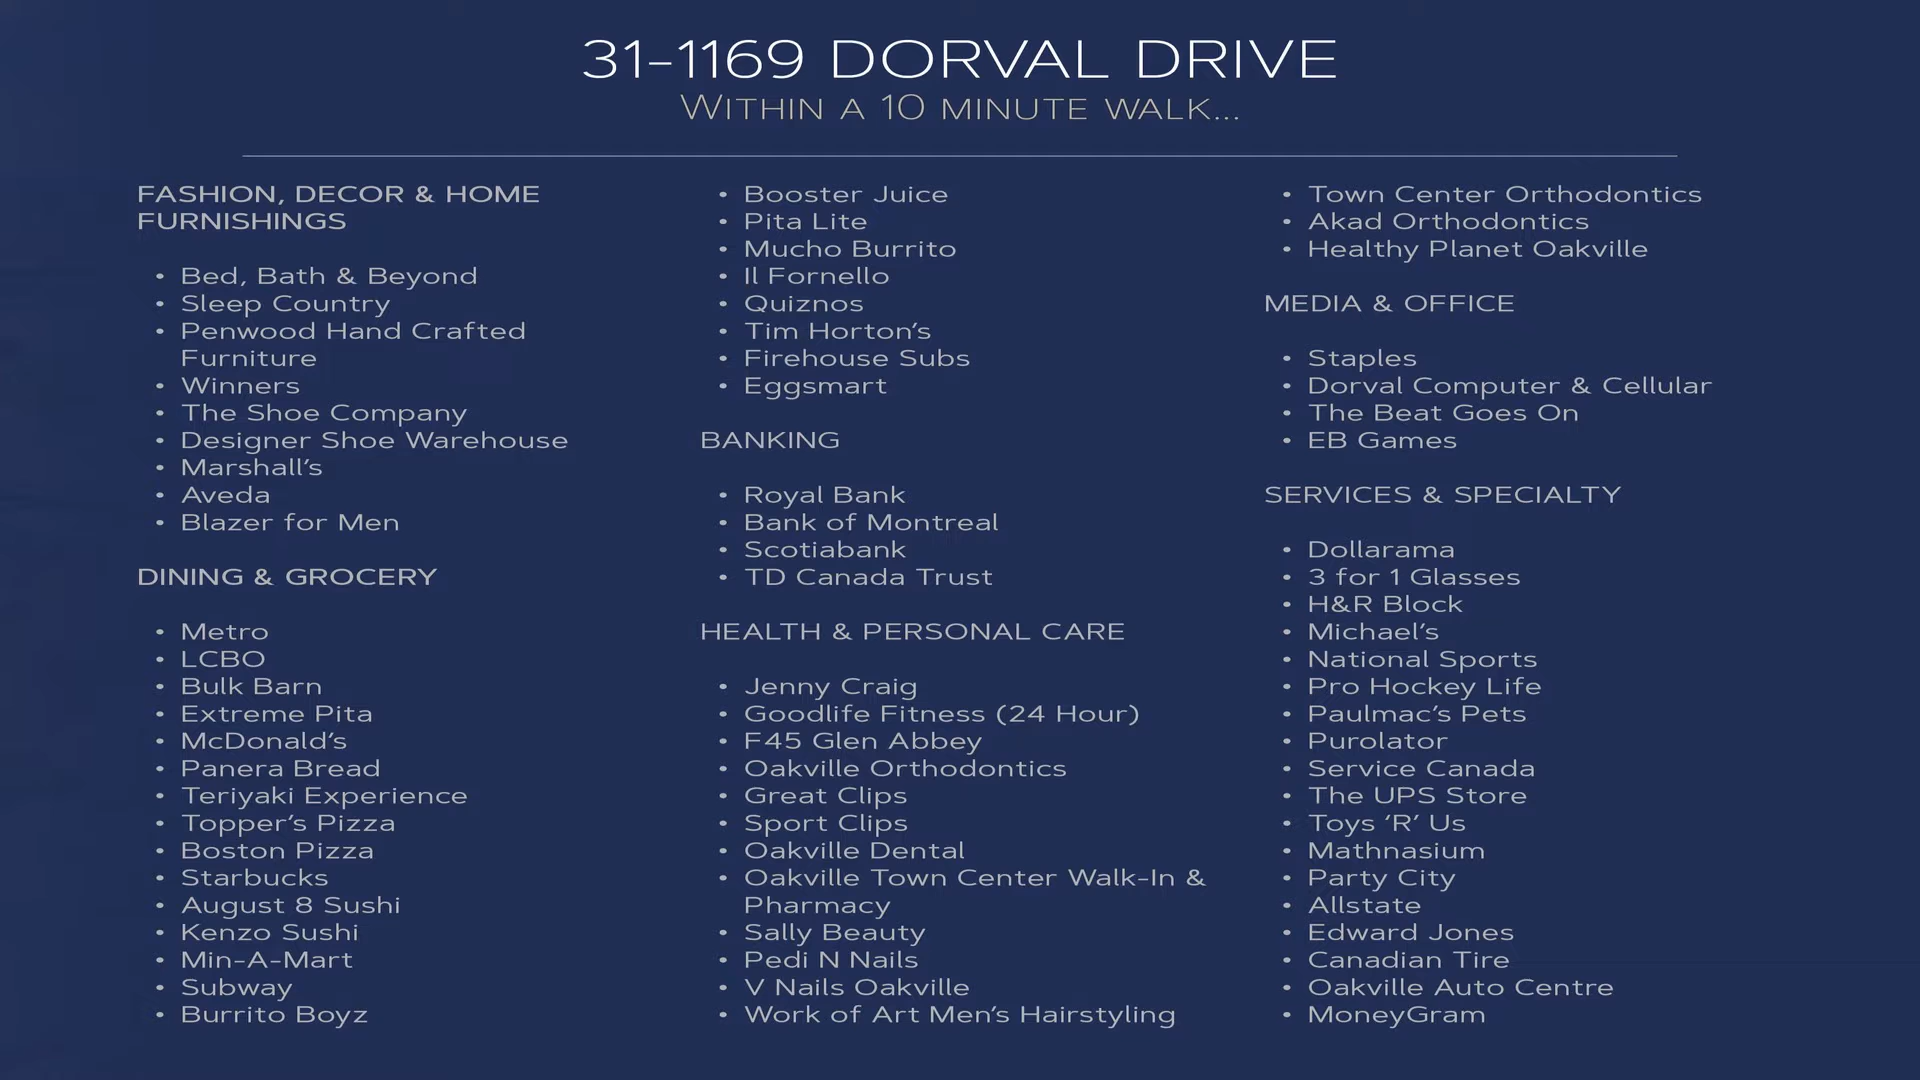 31-1169 DORVAL DRIVE
WITHIN A 10 MINUTE WALK...
FASHION, DECOR & HOME
FURNISHINGS
• Bed, Bath & Beyond
• Sleep Country
• Penwood Hand Crafted
Furniture
• Winners
• The Shoe Company
• Designer Shoe Warehouse
• Marshall's
• Aveda
• Blazer for Men
DINING & GROCERY
• Metro
• LCBO
• Bulk Barn
• Extreme Pita
• McDonald's
• Panera Bread
• Teriyaki Experience
• Topper's Pizza
• Boston Pizza
• Starbucks
• August 8 Sushi
• Kenzo Sushi
• Min-A-Mart
• Subway
• Burrito Boyz
• Booster Juice
• Pita Lite
• Mucho Burrito
• Il Fornello
• Quiznos
• Tim Horton's
• Firehouse Subs
• Eggsmart
BANKING
• Royal Bank
• Bank of Montreal
• Scotiabank
• TD Canada Trust
HEALTH & PERSONAL CARE
• Jenny Craig
• Goodlife Fitness (24 Hour)
• F45 Glen Abbey
• Oakville Orthodontics
• Great Clips
• Sport Clips
• Oakville Dental
• Oakville Town Center Walk-In &
Pharmacy
• Sally Beauty
• Pedi N Nails
• V Nails Oakville
• Work of Art Men's Hairstyling
• Town Center Orthodontics
• Akad Orthodontics
• Healthy Planet Oakville
MEDIA & OFFICE
• Staples
• Dorval Computer & Cellular
• The Beat Goes On
• EB Games
SERVICES & SPECIALTY
• Dollarama
• 3 for 1 Glasses
• H&R Block
• Michael's
• National Sports
• Pro Hockey Life
• Paulmac's Pets
• Purolator
• Service Canada
• The UPS Store
• Toys 'R' Us
• Mathnasium
• Party City
• Allstate
• Edward Jones
• Canadian Tire
• Oakville Auto Centre
• MoneyGram